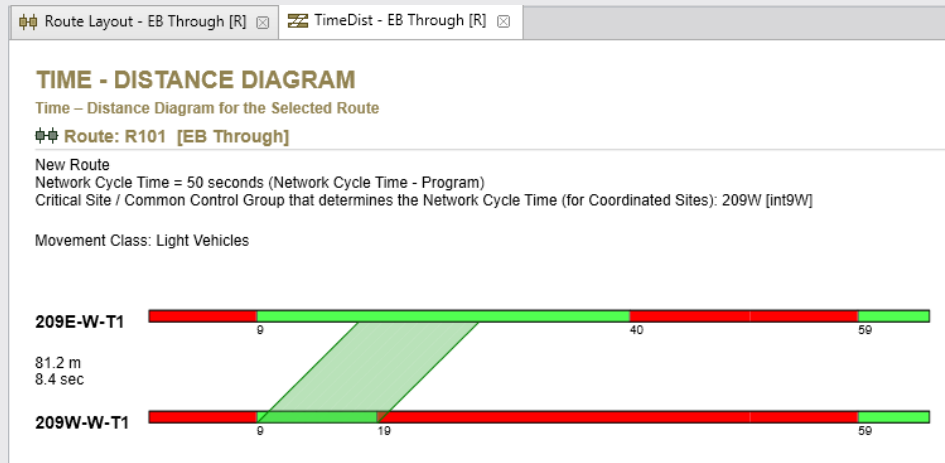 Route Layout - EB Through [R]
TimeDist - EB Through [R]
TIME - DISTANCE DIAGRAM
Time – Distance Diagram for the Selected Route
Route: R101 [EB Through]
New Route
Network Cycle Time = 50 seconds (Network Cycle Time - Program)
Critical Site / Common Control Group that determines the Network Cycle Time (for Coordinated Sites): 209W [int9W]
Movement Class: Light Vehicles
209E-W-T1
9
40
59
81.2 m
8.4 sec
209W-W-T1
9
19
59